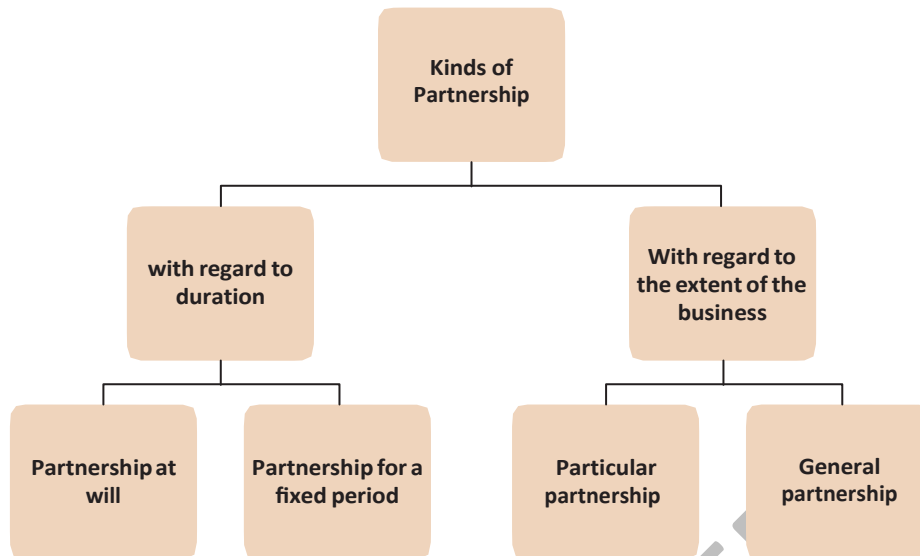 Kinds of
Partnership
with regard to
duration
With regard to
the extent of the
business
Partnership at
will
Partnership for a
fixed period
Particular
partnership
General
partnership